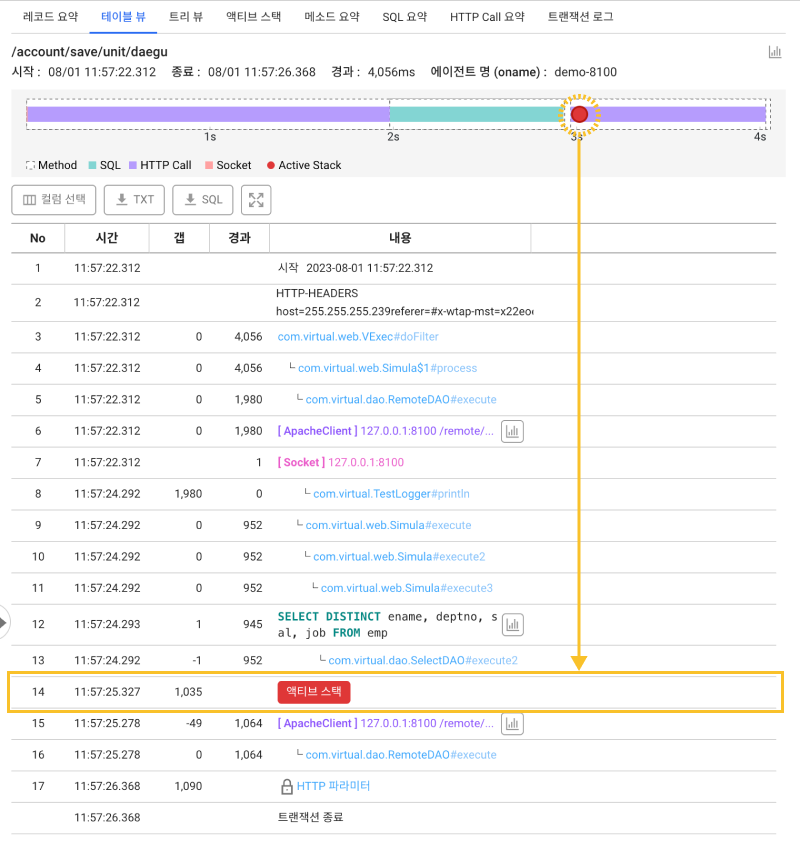 레코드 요약 테이블 뷰 트리 뷰 액티브 스택 메소드 요약 SQL 요약 HTTP Call 요약 트랜잭션 로그
/account/save/unit/daegu
시작 : 08/01 11:57:22.312 종료 : 08/01 11:57:26.368 경과 : 4,056ms 에이전트 명 (oname) : demo-8100
1s 2s 3s 4s
Method SQL HTTP Call Socket Active Stack
컬럼 선택 TXT SQL
No 시간 갭 경과 내용
1 11:57:22.312 시작 2023-08-01 11:57:22.312
2 11:57:22.312 HTTP-HEADERS
host=255.255.255.239referer=#x-wtap-mst=x22eo
3 11:57:22.312 0 4,056 com.virtual.web.VExec#doFilter
4 11:57:22.312 0 4,056 └ com.virtual.web.Simula$1#process
5 11:57:22.312 0 1,980 └ com.virtual.dao.RemoteDAO#execute
6 11:57:22.312 0 1,980 [ ApacheClient ] 127.0.0.1:8100 /remote/...
7 11:57:22.312 1 [ Socket ] 127.0.0.1:8100
8 11:57:24.292 1,980 0 └ com.virtual.TestLogger#println
9 11:57:24.292 0 952 └ com.virtual.web.Simula#execute
10 11:57:24.292 0 952 └ com.virtual.web.Simula#execute2
11 11:57:24.292 0 952 └ com.virtual.web.Simula#execute3
12 11:57:24.293 1 945 SELECT DISTINCT ename, deptno, s
al, job FROM emp
13 11:57:24.292 -1 952 └ com.virtual.dao.SelectDAO#execute2
14 11:57:25.327 1,035 액티브 스택
15 11:57:25.278 -49 1,064 [ ApacheClient ] 127.0.0.1:8100 /remote/...
16 11:57:25.278 0 1,064 └ com.virtual.dao.RemoteDAO#execute
17 11:57:26.368 1,090 HTTP 파라미터
11:57:26.368 트랜잭션 종료